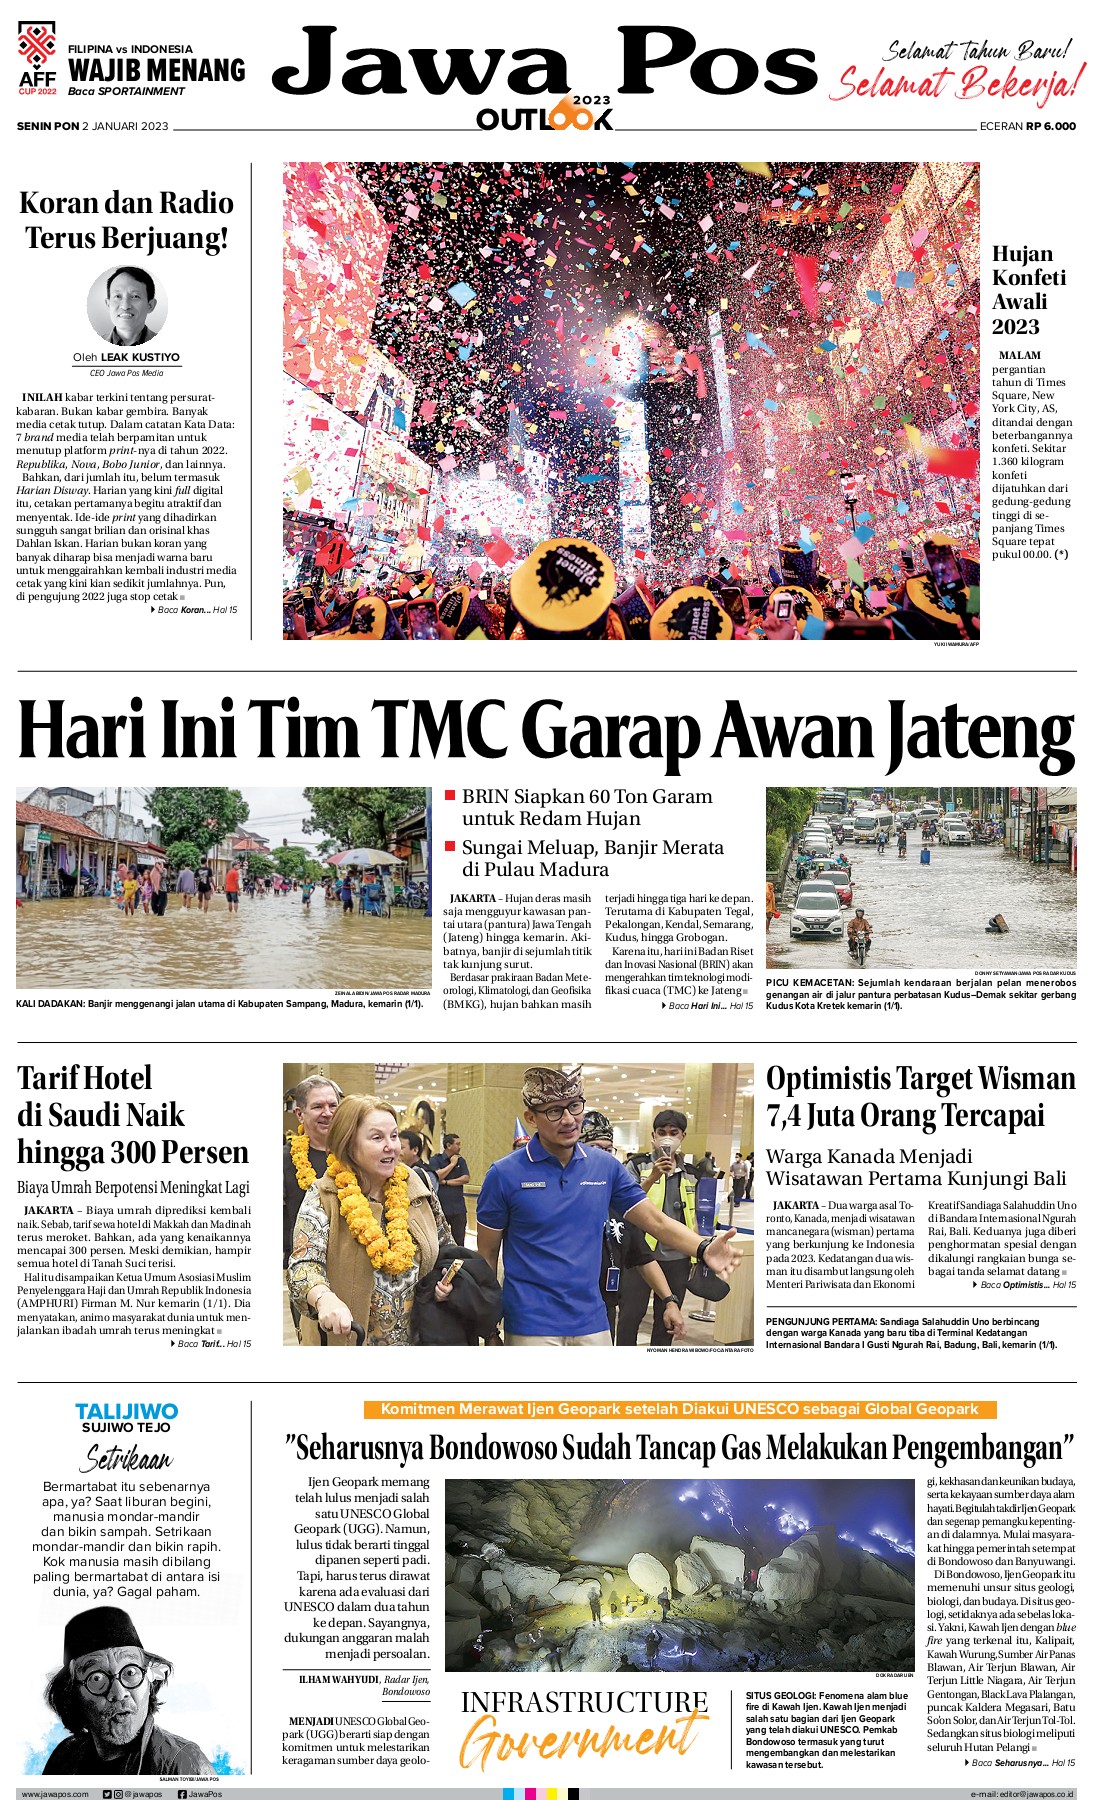 AFF
CUP 2022
FILIPINA vs INDONESIA
WAJIB MENANG
Baca SPORTAINMENT
Jawa Pos
2023
OUTLOOK
Selamat Tahun Baru!
Selamat Bekerja!
SENIN PON 2 JANUARI 2023
ECERAN RP 6.000
Koran dan Radio
Terus Berjuang!
Oleh LEAK KUSTIYO
CEO Jawa Pos Media
INILAH kabar terkini tentang persurat-
kabaran. Bukan kabar gembira. Banyak
media cetak tutup. Dalam catatan Kata Data:
7 brand media telah berpamitan untuk
menutup platform print-nya di tahun 2022.
Republika, Nova, Bobo Junior, dan lainnya.
Bahkan, dari jumlah itu, belum termasuk
Harian Disway. Harian yang kini full digital
itu, cetakan pertamanya begitu atraktif dan
menyentak. Ide-ide print yang dihadirkan
sungguh sangat brilian dan orisinal khas
Dahlan Iskan. Harian bukan koran yang
banyak diharap bisa menjadi warna baru
untuk menggairahkan kembali industri media
cetak yang kini kian sedikit jumlahnya. Pun,
di pengujung 2022 juga stop cetak
Baca Koran... Hal 15
planet fitness
planet fitness
YUKI IWAMURA/AFP
Hujan
Konfeti
Awali
2023
MALAM
pergantian
tahun di Times
Square, New
York City, AS,
ditandai dengan
beterbangannya
konfeti. Sekitar
1.360 kilogram
konfeti
dijatuhkan dari
gedung-gedung
tinggi di se-
panjang Times
Square tepat
pukul 00.00. (*)
Hari Ini Tim TMC Garap Awan Jateng
ZEINAL ABIDIN/JAWA POS RADAR MADURA
KALI DADAKAN: Banjir menggenangi jalan utama di Kabupaten Sampang, Madura, kemarin (1/1).
BRIN Siapkan 60 Ton Garam
untuk Redam Hujan
Sungai Meluap, Banjir Merata
di Pulau Madura
JAKARTA – Hujan deras masih
saja mengguyur kawasan pan-
tai utara (pantura) Jawa Tengah
(Jateng) hingga kemarin. Aki-
batnya, banjir di sejumlah titik
tak kunjung surut.
Berdasar prakiraan Badan Mete-
orologi, Klimatologi, dan Geofisika
(BMKG), hujan bahkan masih
terjadi hingga tiga hari ke depan.
Terutama di Kabupaten Tegal,
Pekalongan, Kendal, Semarang,
Kudus, hingga Grobogan.
Karena itu, hari ini Badan Riset
dan Inovasi Nasional (BRIN) akan
mengerahkan tim teknologi modi-
fikasi cuaca (TMC) ke Jateng
Baca Hari Ini... Hal 15
DONNY SETYAWAN/JAWA POS RADAR KUDUS
PICU KEMACETAN: Sejumlah kendaraan berjalan pelan menerobos
genangan air di jalur pantura perbatasan Kudus–Demak sekitar gerbang
Kudus Kota Kretek kemarin (1/1).
Tarif Hotel
di Saudi Naik
hingga 300 Persen
Biaya Umrah Berpotensi Meningkat Lagi
JAKARTA – Biaya umrah diprediksi kembali
naik. Sebab, tarif sewa hotel di Makkah dan Madinah
terus meroket. Bahkan, ada yang kenaikannya
mencapai 300 persen. Meski demikian, hampir
semua hotel di Tanah Suci terisi.
Hal itu disampaikan Ketua Umum Asosiasi Muslim
Penyelenggara Haji dan Umrah Republik Indonesia
(AMPHURI) Firman M. Nur kemarin (1/1). Dia
menyatakan, animo masyarakat dunia untuk men-
jalankan ibadah umrah terus meningkat
Baca Tarif... Hal 15
NYOMAN HENDRA WIBOWO/FOC/ANTARA FOTO
Optimistis Target Wisman
7,4 Juta Orang Tercapai
Warga Kanada Menjadi
Wisatawan Pertama Kunjungi Bali
JAKARTA – Dua warga asal To-
ronto, Kanada, menjadi wisatawan
mancanegara (wisman) pertama
yang berkunjung ke Indonesia
pada 2023. Kedatangan dua wis-
man itu disambut langsung oleh
Menteri Pariwisata dan Ekonomi
Kreatif Sandiaga Salahuddin Uno
di Bandara Internasional Ngurah
Rai, Bali. Keduanya juga diberi
penghormatan spesial dengan
dikalungi rangkaian bunga se-
bagai tanda selamat datang
Baca Optimistis... Hal 15
PENGUNJUNG PERTAMA: Sandiaga Salahuddin Uno berbincang
dengan warga Kanada yang baru tiba di Terminal Kedatangan
Internasional Bandara I Gusti Ngurah Rai, Badung, Bali, kemarin (1/1).
TALIJIWO
SUJIWO TEJO
Setrikaan
Bermartabat itu sebenarnya
apa, ya? Saat liburan begini,
manusia mondar-mandir
dan bikin sampah. Setrikaan
mondar-mandir dan bikin rapih.
Kok manusia masih dibilang
paling bermartabat di antara isi
dunia, ya? Gagal paham.
SALMAN TOYIBI/JAWA POS
Komitmen Merawat Ijen Geopark setelah Diakui UNESCO sebagai Global Geopark
”Seharusnya Bondowoso Sudah Tancap Gas Melakukan Pengembangan”
Ijen Geopark memang
telah lulus menjadi salah
satu UNESCO Global
Geopark (UGG). Namun,
lulus tidak berarti tinggal
dipanen seperti padi.
Tapi, harus terus dirawat
karena ada evaluasi dari
UNESCO dalam dua tahun
ke depan. Sayangnya,
dukungan anggaran malah
menjadi persoalan.
ILHAM WAHYUDI, Radar Ijen,
Bondowoso
MENJADI UNESCO Global Geo-
park (UGG) berarti siap dengan
komitmen untuk melestarikan
keragaman sumber daya geolo-
DOK RADAR IJEN
INFRASTRUCTURE
Government
SITUS GEOLOGI: Fenomena alam blue
fire di Kawah Ijen. Kawah Ijen menjadi
salah satu bagian dari Ijen Geopark
yang telah diakui UNESCO. Pemkab
Bondowoso termasuk yang turut
mengembangkan dan melestarikan
kawasan tersebut.
gi, kekhasan dan keunikan budaya,
serta kekayaan sumber daya alam
hayati. Begitulah takdir Ijen Geopark
dan segenap pemangku kepenting-
an di dalamnya. Mulai masyara-
kat hingga pemerintah setempat
di Bondowoso dan Banyuwangi.
Di Bondowoso, Ijen Geopark itu
memenuhi unsur situs geologi,
biologi, dan budaya. Di situs geo-
logi, setidaknya ada sebelas loka-
si. Yakni, Kawah Ijen dengan blue
fire yang terkenal itu, Kalipait,
Kawah Wurung, Sumber Air Panas
Blawan, Air Terjun Blawan, Air
Terjun Little Niagara, Air Terjun
Gentongan, Black Lava Plalangan,
puncak Kaldera Megasari, Batu
So'on Solor, dan Air Terjun Tol-Tol.
Sedangkan situs biologi meliputi
seluruh Hutan Pelangi
Baca Seharusnya... Hal 15
www.jawapos.com
@jawapos
JawaPos
e-mail: editor@jawapos.co.id